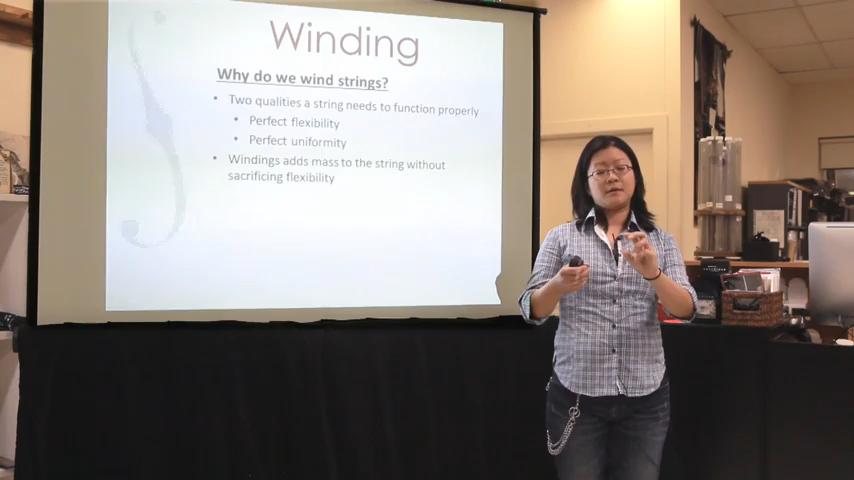 Winding
Why do we wind strings?
• Two qualities a string needs to function properly
• Perfect flexibility
• Perfect uniformity
• Windings adds mass to the string without
sacrificing flexibility